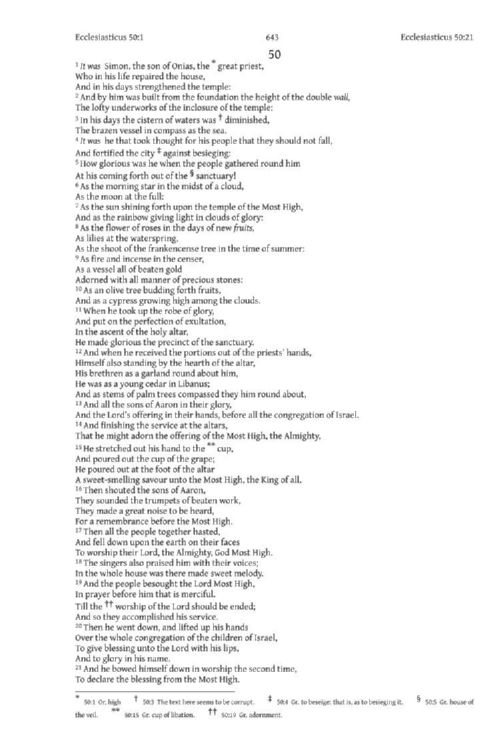 Ecclesiasticus 50:1 643 Ecclesiasticus 50:21
50
1 It was Simon, the son of Onias, the * great priest,
Who in his life repaired the house,
And in his days strengthened the temple:
2 And by him was built from the foundation the height of the double wall,
The lofty underworks of the inclosure of the temple:
3 In his days the cistern of waters was † diminished,
The brazen vessel in compass as the sea.
4 It was he that took thought for his people that they should not fall,
And fortified the city ‡ against besieging:
5 How glorious was he when the people gathered round him
At his coming forth out of the § sanctuary!
6 As the morning star in the midst of a cloud,
As the moon at the full:
7 As the sun shining forth upon the temple of the Most High,
And as the rainbow giving light in clouds of glory:
8 As the flower of roses in the days of new fruits,
As lilies at the waterspring,
As the shoot of the frankencense tree in the time of summer:
9 As fire and incense in the censer,
As a vessel all of beaten gold
Adorned with all manner of precious stones:
10 As an olive tree budding forth fruits,
And as a cypress growing high among the clouds.
11 When he took up the robe of glory,
And put on the perfection of exultation,
In the ascent of the holy altar,
He made glorious the precinct of the sanctuary.
12 And when he received the portions out of the priests' hands,
Himself also standing by the hearth of the altar,
His brethren as a garland round about him,
He was as a young cedar in Libanus;
And as stems of palm trees compassed they him round about,
13 And all the sons of Aaron in their glory,
And the Lord's offering in their hands, before all the congregation of Israel.
14 And finishing the service at the altars,
That he might adorn the offering of the Most High, the Almighty,
15 He stretched out his hand to the ** cup,
And poured out the cup of the grape;
He poured out at the foot of the altar
A sweet-smelling savour unto the Most High, the King of all.
16 Then shouted the sons of Aaron,
They sounded the trumpets of beaten work,
They made a great noise to be heard,
For a remembrance before the Most High.
17 Then all the people together hasted,
And fell down upon the earth on their faces
To worship their Lord, the Almighty, God Most High.
18 The singers also praised him with their voices;
In the whole house was there made sweet melody.
19 And the people besought the Lord Most High,
In prayer before him that is merciful,
Till the †† worship of the Lord should be ended;
And so they accomplished his service.
20 Then he went down, and lifted up his hands
Over the whole congregation of the children of Israel,
To give blessing unto the Lord with his lips,
And to glory in his name.
21 And he bowed himself down in worship the second time,
To declare the blessing from the Most High.
* 50:1 Or, high † 50:3 The text here seems to be corrupt. ‡ 50:4 Gr. to beseige: that is, as to besieging it. § 50:5 Gr. house of
the veil. ** 50:15 Gr. cup of libation. †† 50:19 Gr. adornment.